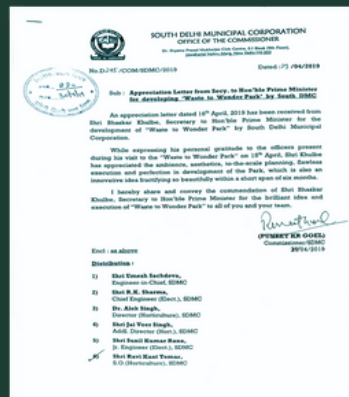 SOUTH DELHI MUNICIPAL CORPORATION
OFFICE OF THE COMMISSIONER
Dr. Shyama Prasad Mukherjee Civic Centre,
No.D /COM/SDMC/2019
Dated: /04/2019
Sub : Appreciation Letter from Secy. to Hon'ble Prime Minister
for developing "Waste to Wonder Park" by South DMC
An appreciation letter dated 16th April, 2019 has been received from
Shri Bhaskar Khulbe, Secretary to Hon'ble Prime Minister for the
development of "Waste to Wonder Park" by South Delhi Municipal
Corporation.
While expressing his personal gratitude to the officers present
during his visit to the "Waste to Wonder Park" on 15th April, Shri Khulbe
has appreciated the ambience, aesthetics, to-the-scale planning, flawless
execution and perfection in development of the Park, which is also an
innovative idea fructifying so beautifully within a short span of six months.
I hereby share and convey the commendation of Shri Bhaskar
Khulbe, Secretary to Hon'ble Prime Minister for the brilliant idea and
execution of "Waste to Wonder Park" to all of you and your team.
(PUNEET KR GOEL)
Commissioner/SDMC
/04/2019
Encl : as above
Distribution :
1) Shri Umesh Sachdeva,
Engineer-in-Chief, SDMC
2) Shri R.K. Sharma,
Chief Engineer (Elect.), SDMC
3) Dr. Alok Singh,
Director (Horticulture), SDMC
4) Shri Jai Veer Singh,
Addl. Director (Hort.), SDMC
5) Shri Sunil Kumar Rana,
Jr. Engineer (Elect.), SDMC
6) Shri Ravi Kant Tomar,
S.O (Horticulture), SDMC